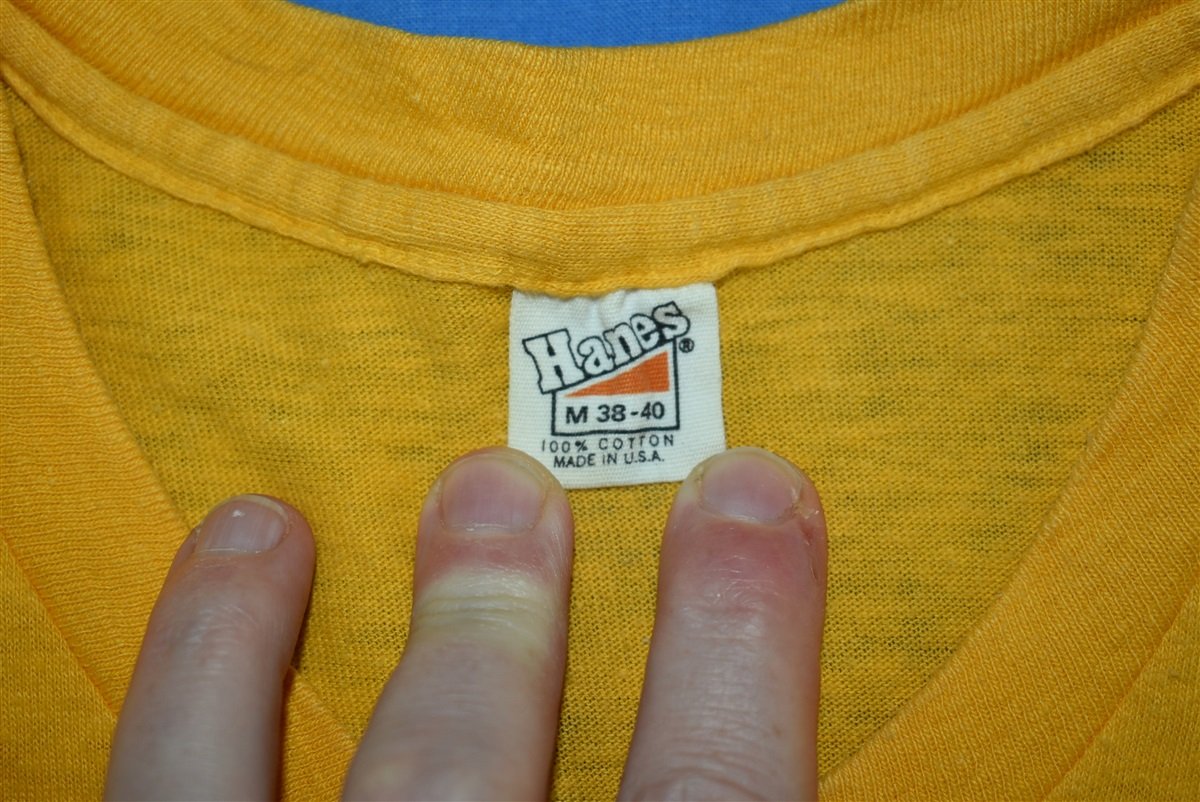 Hanes®
M 38-40
100% COTTON
MADE IN U.S.A.